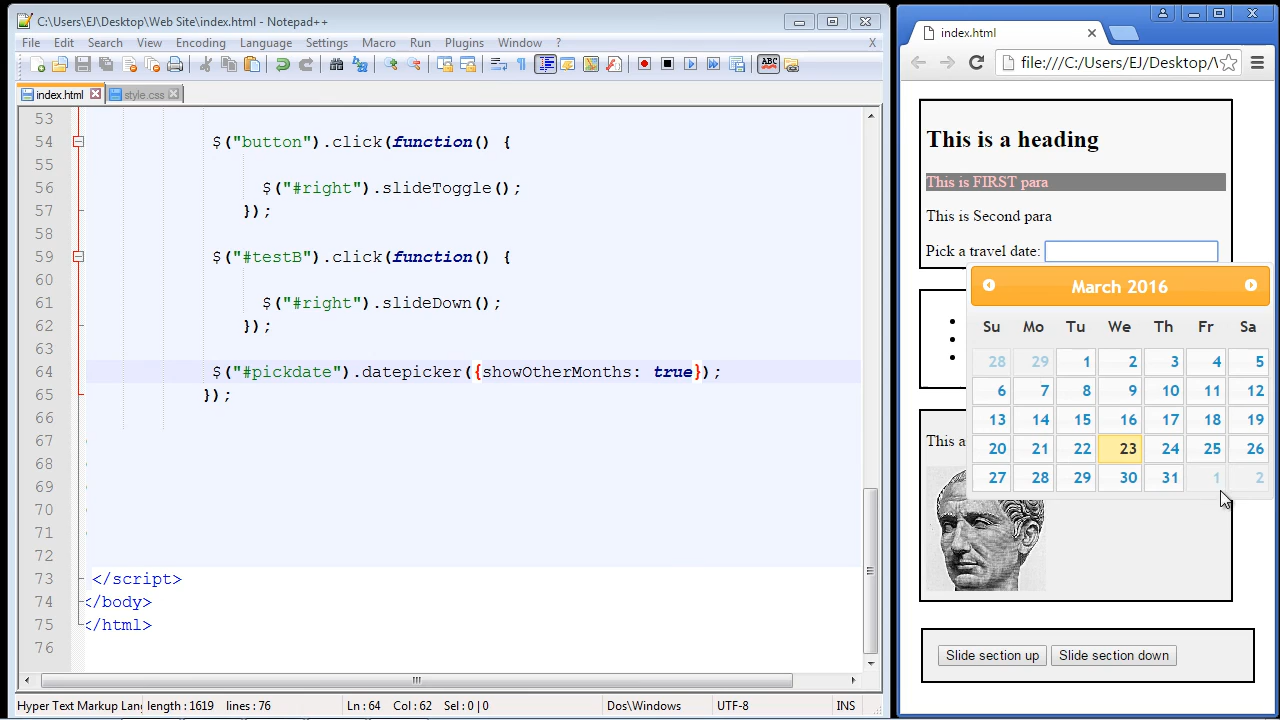 C:\Users\EJ\Desktop\Web Site\index.html - Notepad++
File Edit Search View Encoding Language Settings Macro Run Plugins Window ? X
index.html style.css
53
54 $("button").click(function() {
55
56 $("#right").slideToggle();
57 });
58
59 $("#testB").click(function() {
60
61 $("#right").slideDown();
62 });
63
64 $("#pickdate").datepicker({showOtherMonths: true});
65 });
66
67
68
69
70
71
72
73 </script>
74 </body>
75 </html>
76
Hyper Text Markup Lan length : 1619 lines : 76 Ln : 64 Col : 62 Sel : 0 | 0 Dos\Windows UTF-8 INS
index.html
file:///C:/Users/EJ/Desktop/
This is a heading
This is FIRST para
This is Second para
Pick a travel date:
March 2016
Su Mo Tu We Th Fr Sa
28 29 1 2 3 4 5
6 7 8 9 10 11 12
13 14 15 16 17 18 19
20 21 22 23 24 25 26
27 28 29 30 31 1 2
This a
Slide section up Slide section down